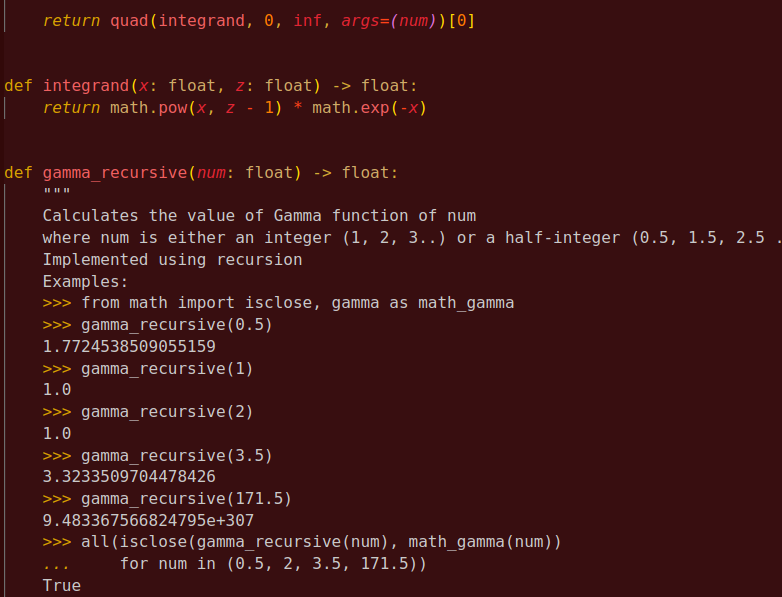 return quad(integrand, 0, inf, args=(num))[0]
def integrand(x: float, z: float) -> float:
    return math.pow(x, z - 1) * math.exp(-x)
def gamma_recursive(num: float) -> float:
    """
    Calculates the value of Gamma function of num
    where num is either an integer (1, 2, 3..) or a half-integer (0.5, 1.5, 2.5 .
    Implemented using recursion
    Examples:
    >>> from math import isclose, gamma as math_gamma
    >>> gamma_recursive(0.5)
    1.7724538509055159
    >>> gamma_recursive(1)
    1.0
    >>> gamma_recursive(2)
    1.0
    >>> gamma_recursive(3.5)
    3.3233509704478426
    >>> gamma_recursive(171.5)
    9.483367566824795e+307
    >>> all(isclose(gamma_recursive(num), math_gamma(num))
    ...     for num in (0.5, 2, 3.5, 171.5))
    True